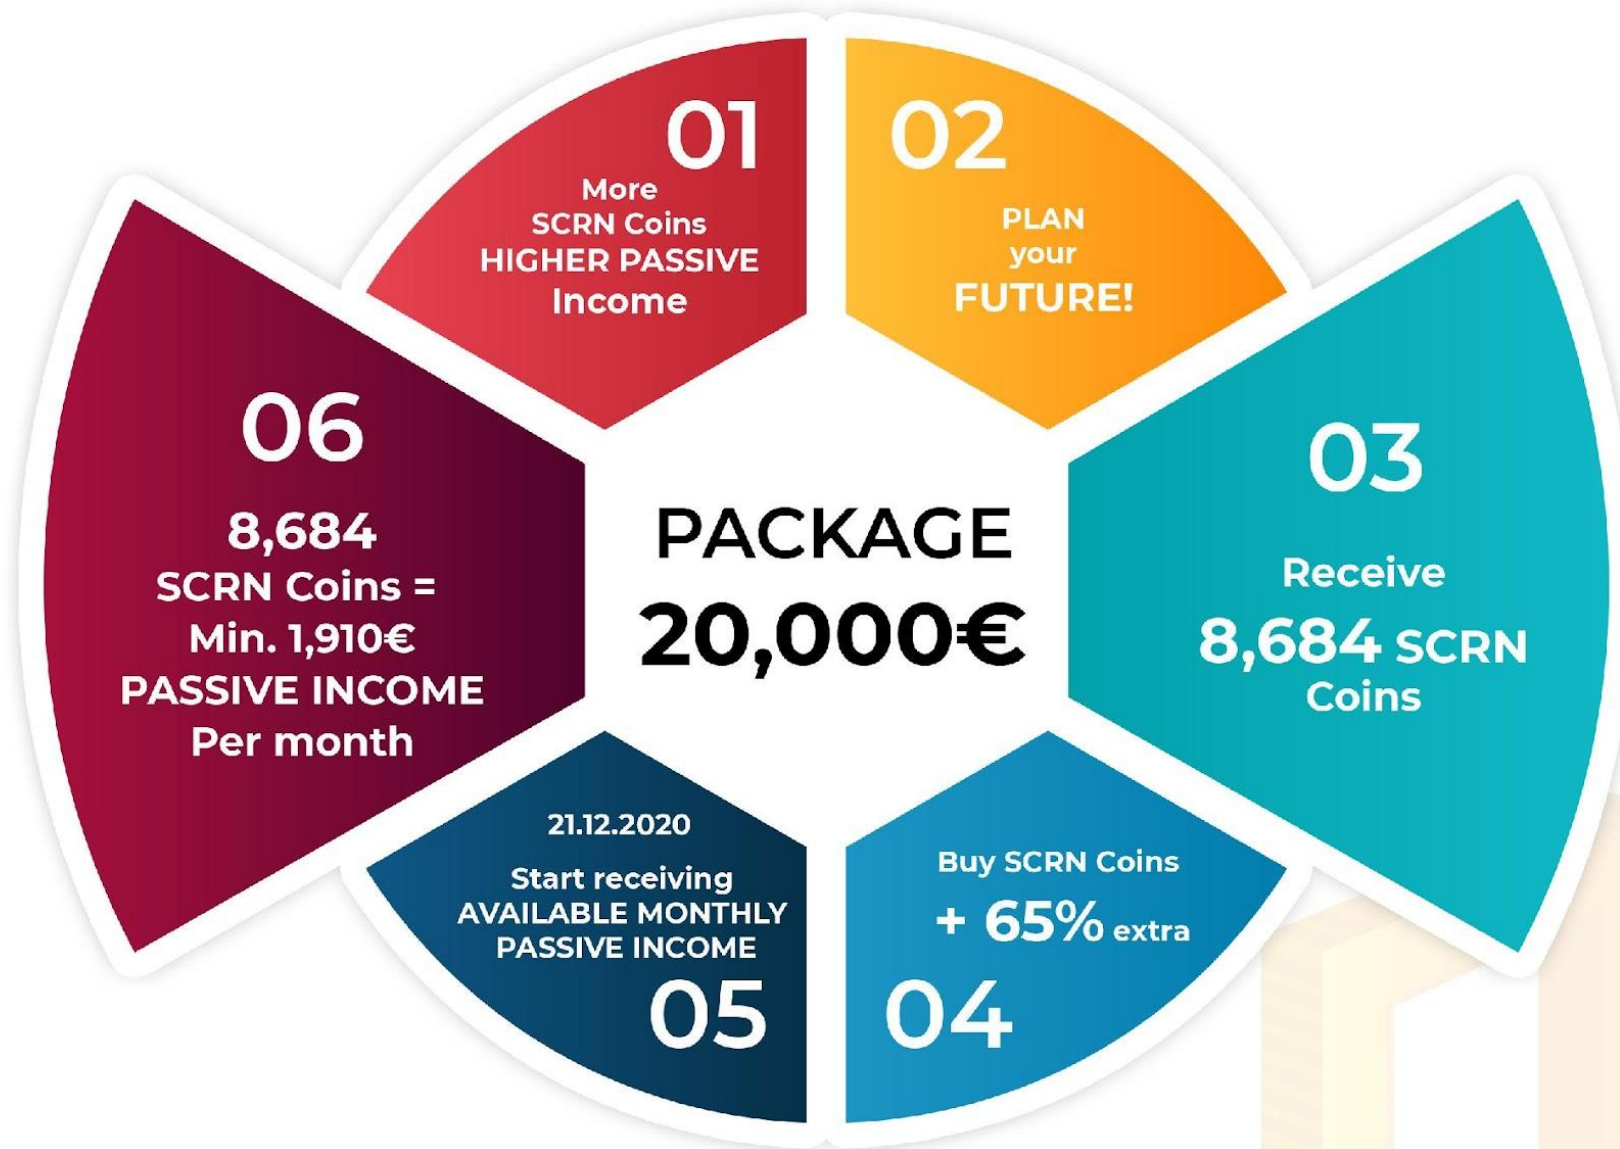 01
More
SCRN Coins
HIGHER PASSIVE
Income
02
PLAN
your
FUTURE!
03
Receive
8,684 SCRN
Coins
Buy SCRN Coins
+ 65% extra
04
21.12.2020
Start receiving
AVAILABLE MONTHLY
PASSIVE INCOME
05
06
8,684
SCRN Coins =
Min. 1,910€
PASSIVE INCOME
Per month
PACKAGE
20,000€